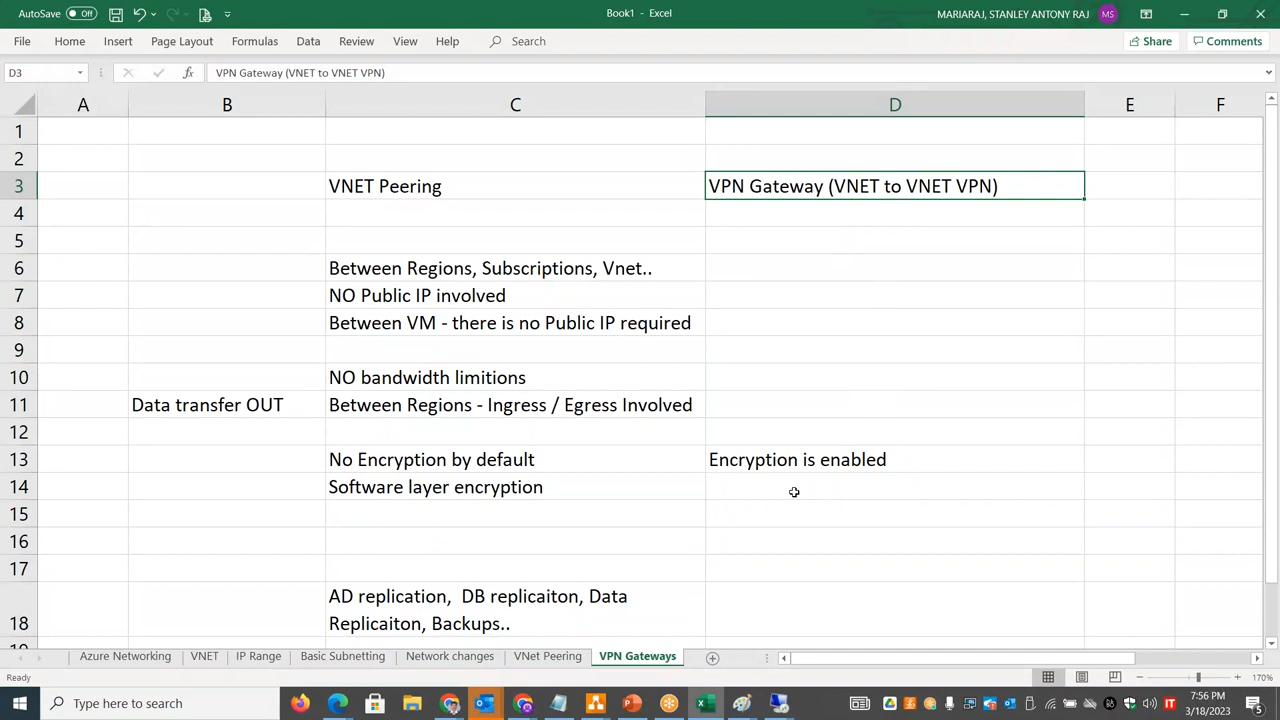 AutoSave Off
Book1 - Excel
MARIARAJ, STANLEY ANTONY RAJ MS
File Home Insert Page Layout Formulas Data Review View Help Search
Share Comments
D3 fx VPN Gateway (VNET to VNET VPN)
A B C D E F
1
2
3 VNET Peering VPN Gateway (VNET to VNET VPN)
4
5
6 Between Regions, Subscriptions, Vnet..
7 NO Public IP involved
8 Between VM - there is no Public IP required
9
10 NO bandwidth limitions
11 Data transfer OUT Between Regions - Ingress / Egress Involved
12
13 No Encryption by default Encryption is enabled
14 Software layer encryption
15
16
17
AD replication, DB replicaiton, Data
18 Replicaiton, Backups..
19
Azure Networking VNET IP Range Basic Subnetting Network changes VNet Peering VPN Gateways
Ready
170%
Type here to search
IT
7:56 PM
3/18/2023
5